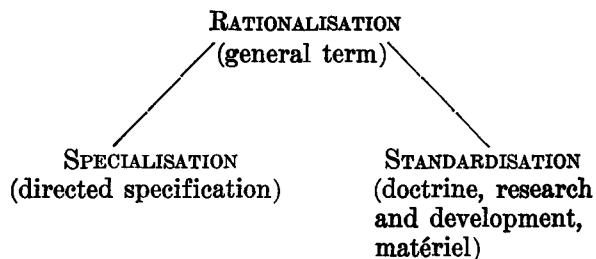 RATIONALISATION
(general term)
SPECIALISATION
(directed specification)
STANDARDISATION
(doctrine, research
and development,
matériel)